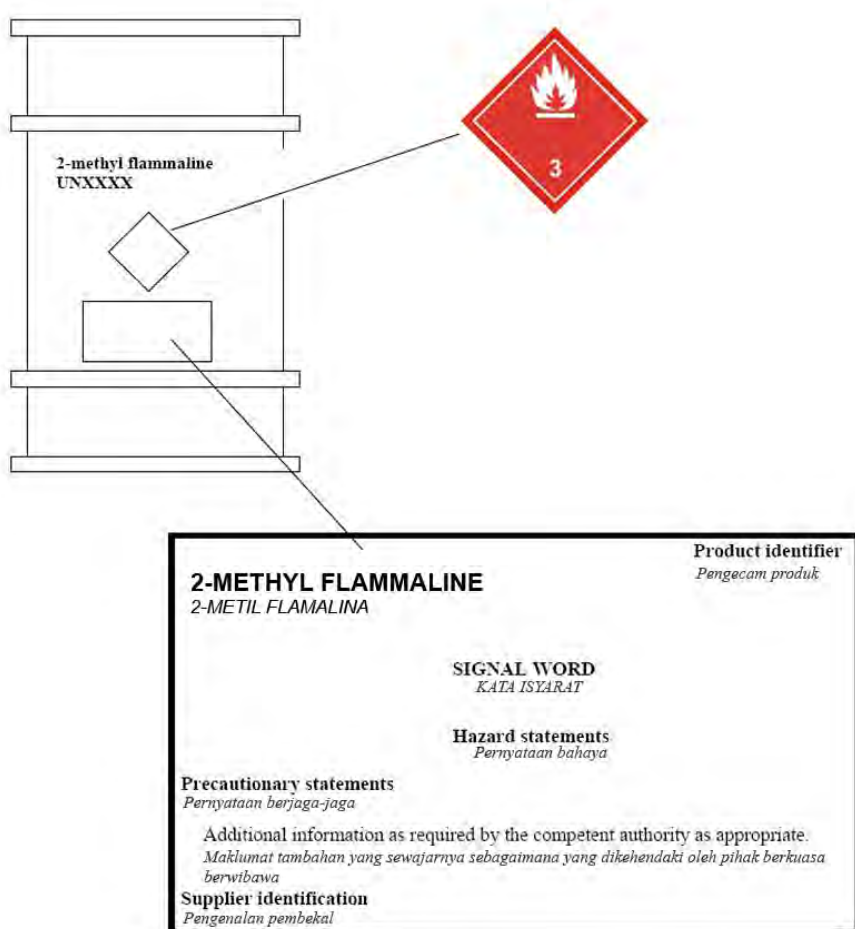 2-methyl flammaline
UNXXXX
3
Product identifier
Pengecam produk
2-METHYL FLAMMALINE
2-METIL FLAMALINA
SIGNAL WORD
KATA ISYARAT
Hazard statements
Pernyataan bahaya
Precautionary statements
Pernyataan berjaga-jaga
Additional information as required by the competent authority as appropriate.
Maklumat tambahan yang sewajarnya sebagaimana yang dikehendaki oleh pihak berkuasa
berwibawa
Supplier identification
Pengenalan pembekal